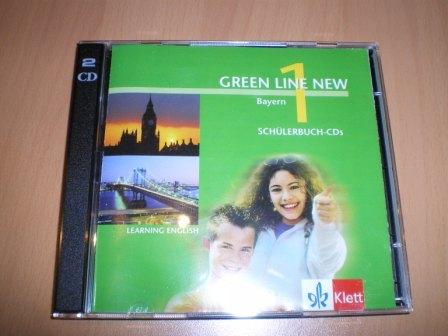 2
CD
GREEN LINE NEW
1
Bayern
SCHÜLERBUCH-CDs
LEARNING ENGLISH
Klett